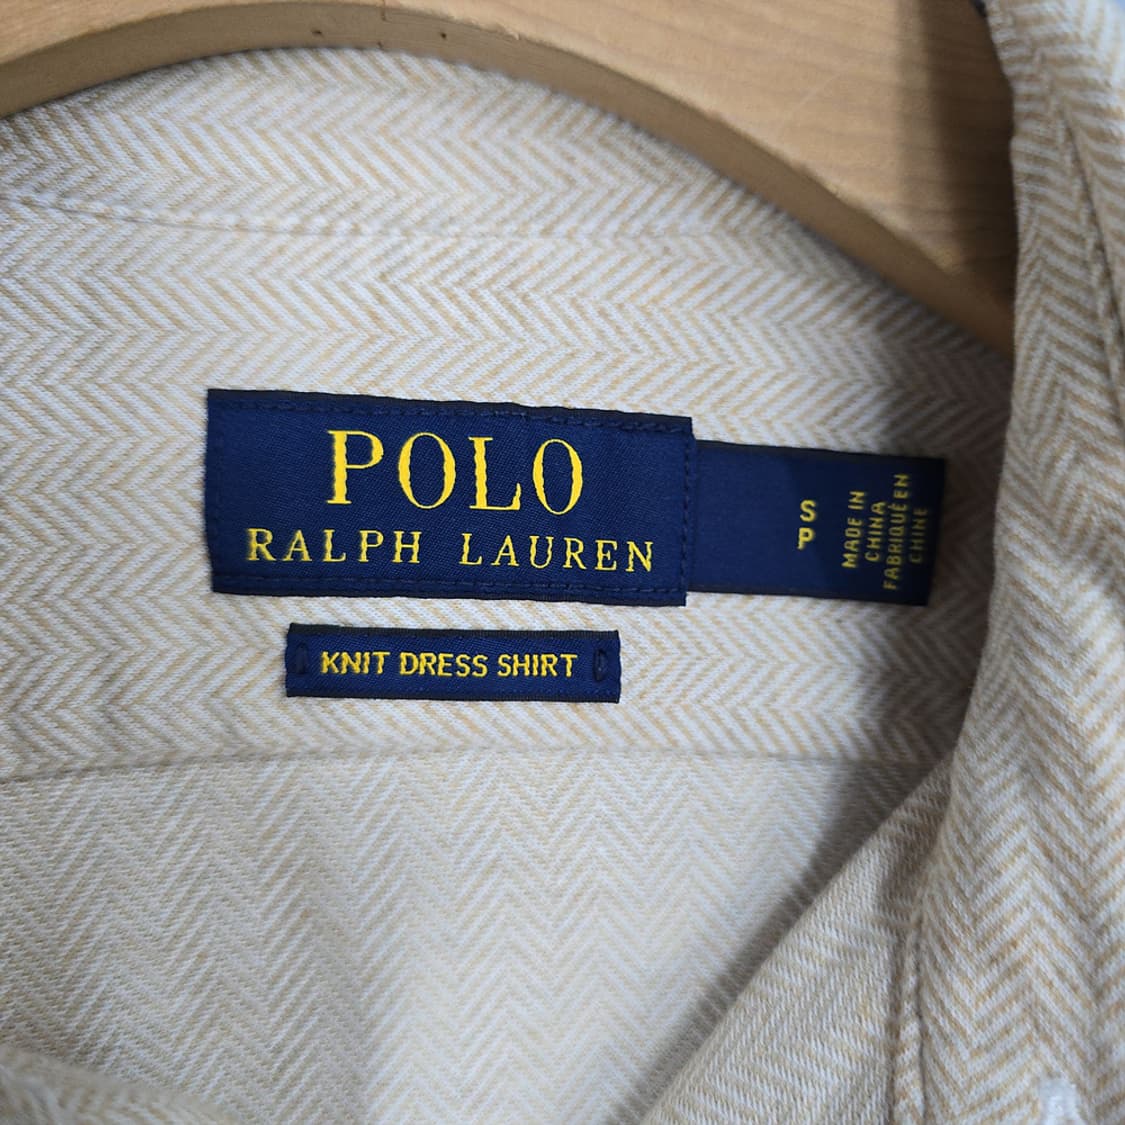 POLO
RALPH LAUREN
S
P
MADE IN
CHINA
FABRIQUÉ EN
CHINE
KNIT DRESS SHIRT